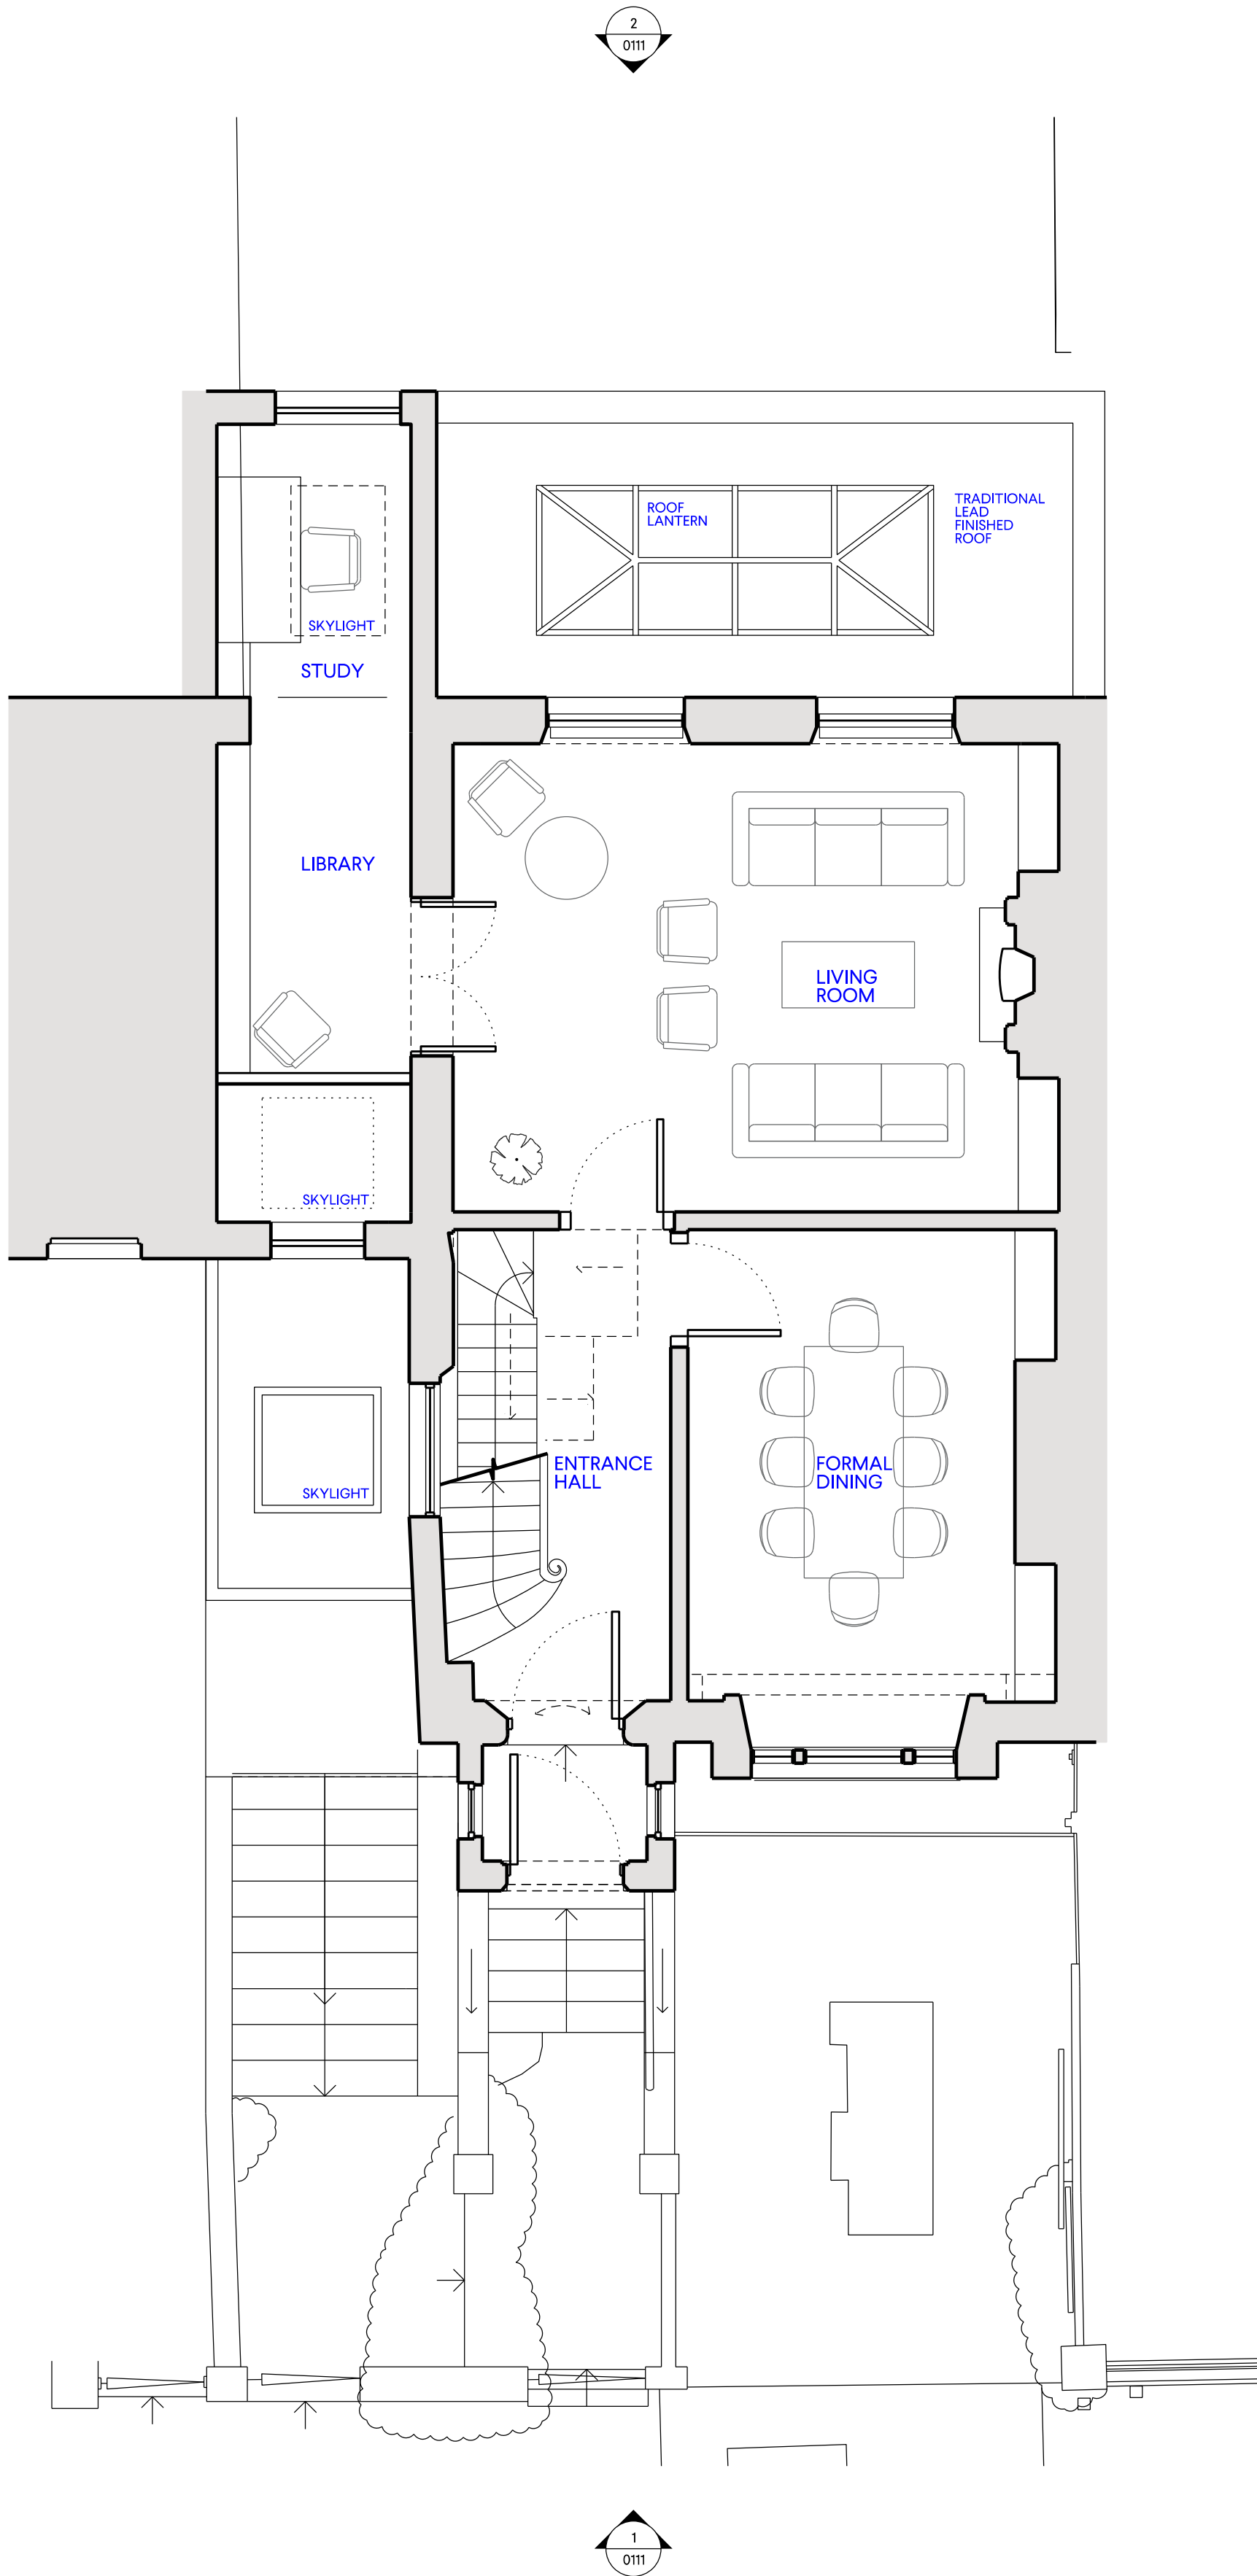 2
0111
ROOF
LANTERN
TRADITIONAL
LEAD
FINISHED
ROOF
SKYLIGHT
STUDY
LIBRARY
LIVING
ROOM
SKYLIGHT
ENTRANCE
HALL
FORMAL
DINING
SKYLIGHT
1
0111